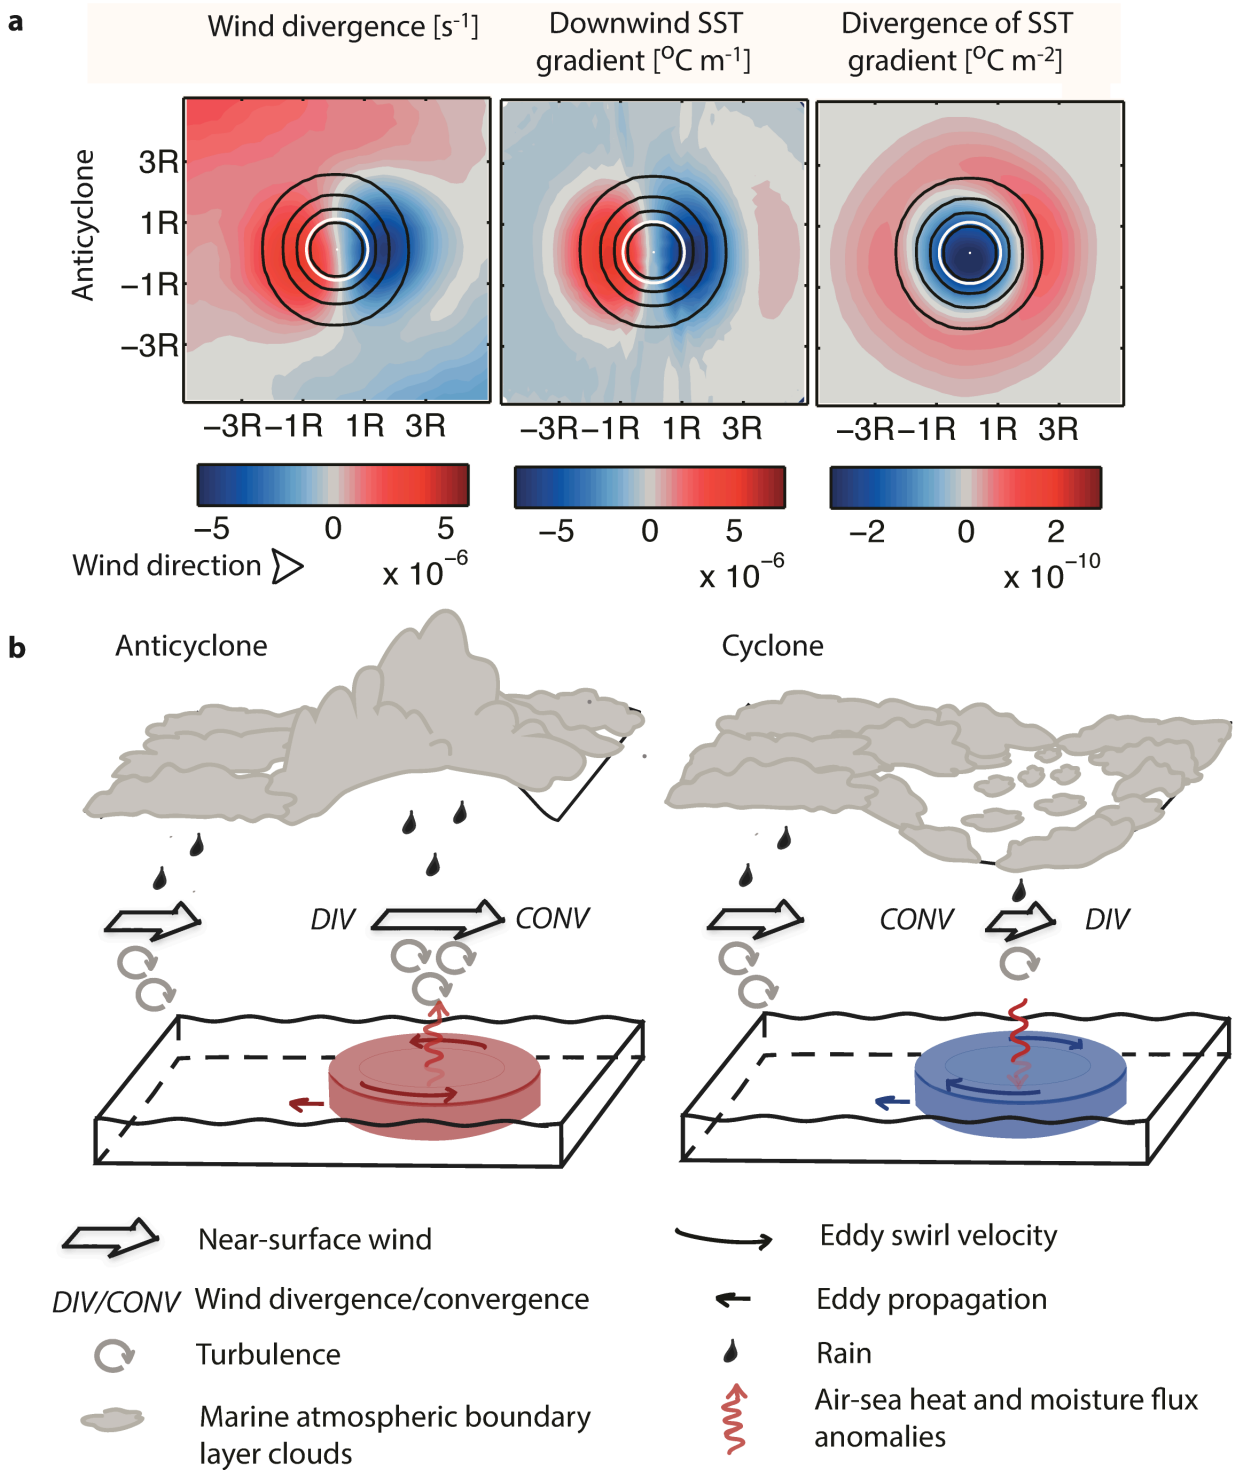 a
Wind divergence [s-1]
Downwind SST
gradient [oC m-1]
Divergence of SST
gradient [oC m-2]
Anticyclone
3R
1R
−1R
−3R
−3R −1R 1R 3R
−3R −1R 1R 3R
−3R −1R 1R 3R
−5 0 5
x 10−6
−5 0 5
x 10−6
−2 0 2
x 10−10
Wind direction
b
Anticyclone
Cyclone
DIV
CONV
CONV
DIV
Near-surface wind
Eddy swirl velocity
DIV/CONV Wind divergence/convergence
Eddy propagation
Turbulence
Rain
Marine atmospheric boundary
layer clouds
Air-sea heat and moisture flux
anomalies